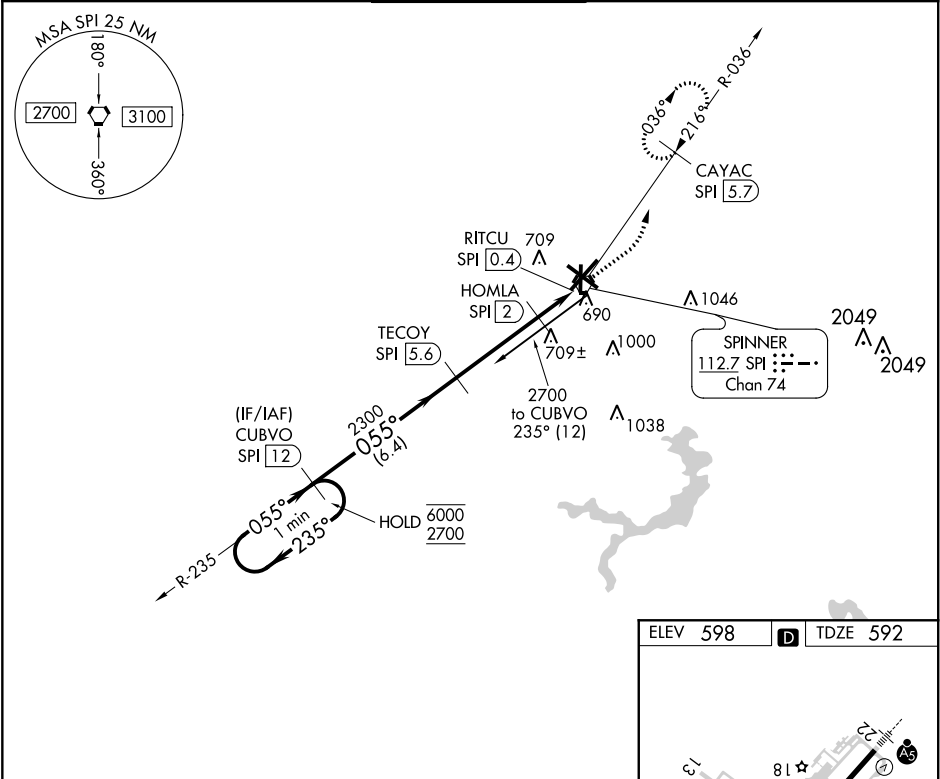 MSA SPI 25 NM
180°
2700
3100
360°
R-036
036°
216°
CAYAC
SPI 5.7
RITCU
SPI 0.4
709
HOMLA
SPI 2
690
1046
TECOY
SPI 5.6
709±
1000
SPINNER
112.7 SPI
Chan 74
2049
2049
2700
to CUBVO
235° (12)
1038
(IF/IAF)
CUBVO
SPI 12
2300
055°
(6.4)
055°
1 min
235°
HOLD 6000
2700
R-235
ELEV 598
D
TDZE 592
22
A5
A
13
18